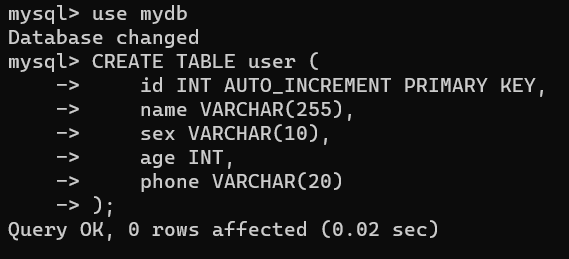 mysql> use mydb
Database changed
mysql> CREATE TABLE user (
    ->     id INT AUTO_INCREMENT PRIMARY KEY,
    ->     name VARCHAR(255),
    ->     sex VARCHAR(10),
    ->     age INT,
    ->     phone VARCHAR(20)
    -> );
Query OK, 0 rows affected (0.02 sec)